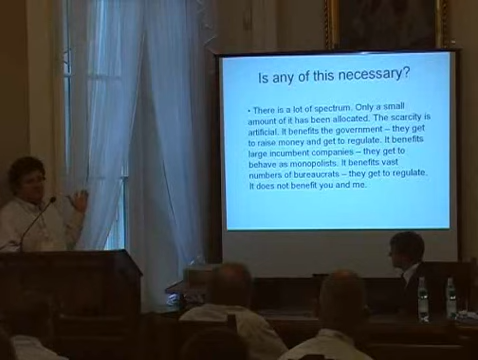 Is any of this necessary?
• There is a lot of spectrum. Only a small
amount of it has been allocated. The scarcity is
artificial. It benefits the government – they get
to raise money and get to regulate. It benefits
large incumbent companies – they get to
behave as monopolists. It benefits vast
numbers of bureaucrats – they get to regulate.
It does not benefit you and me.